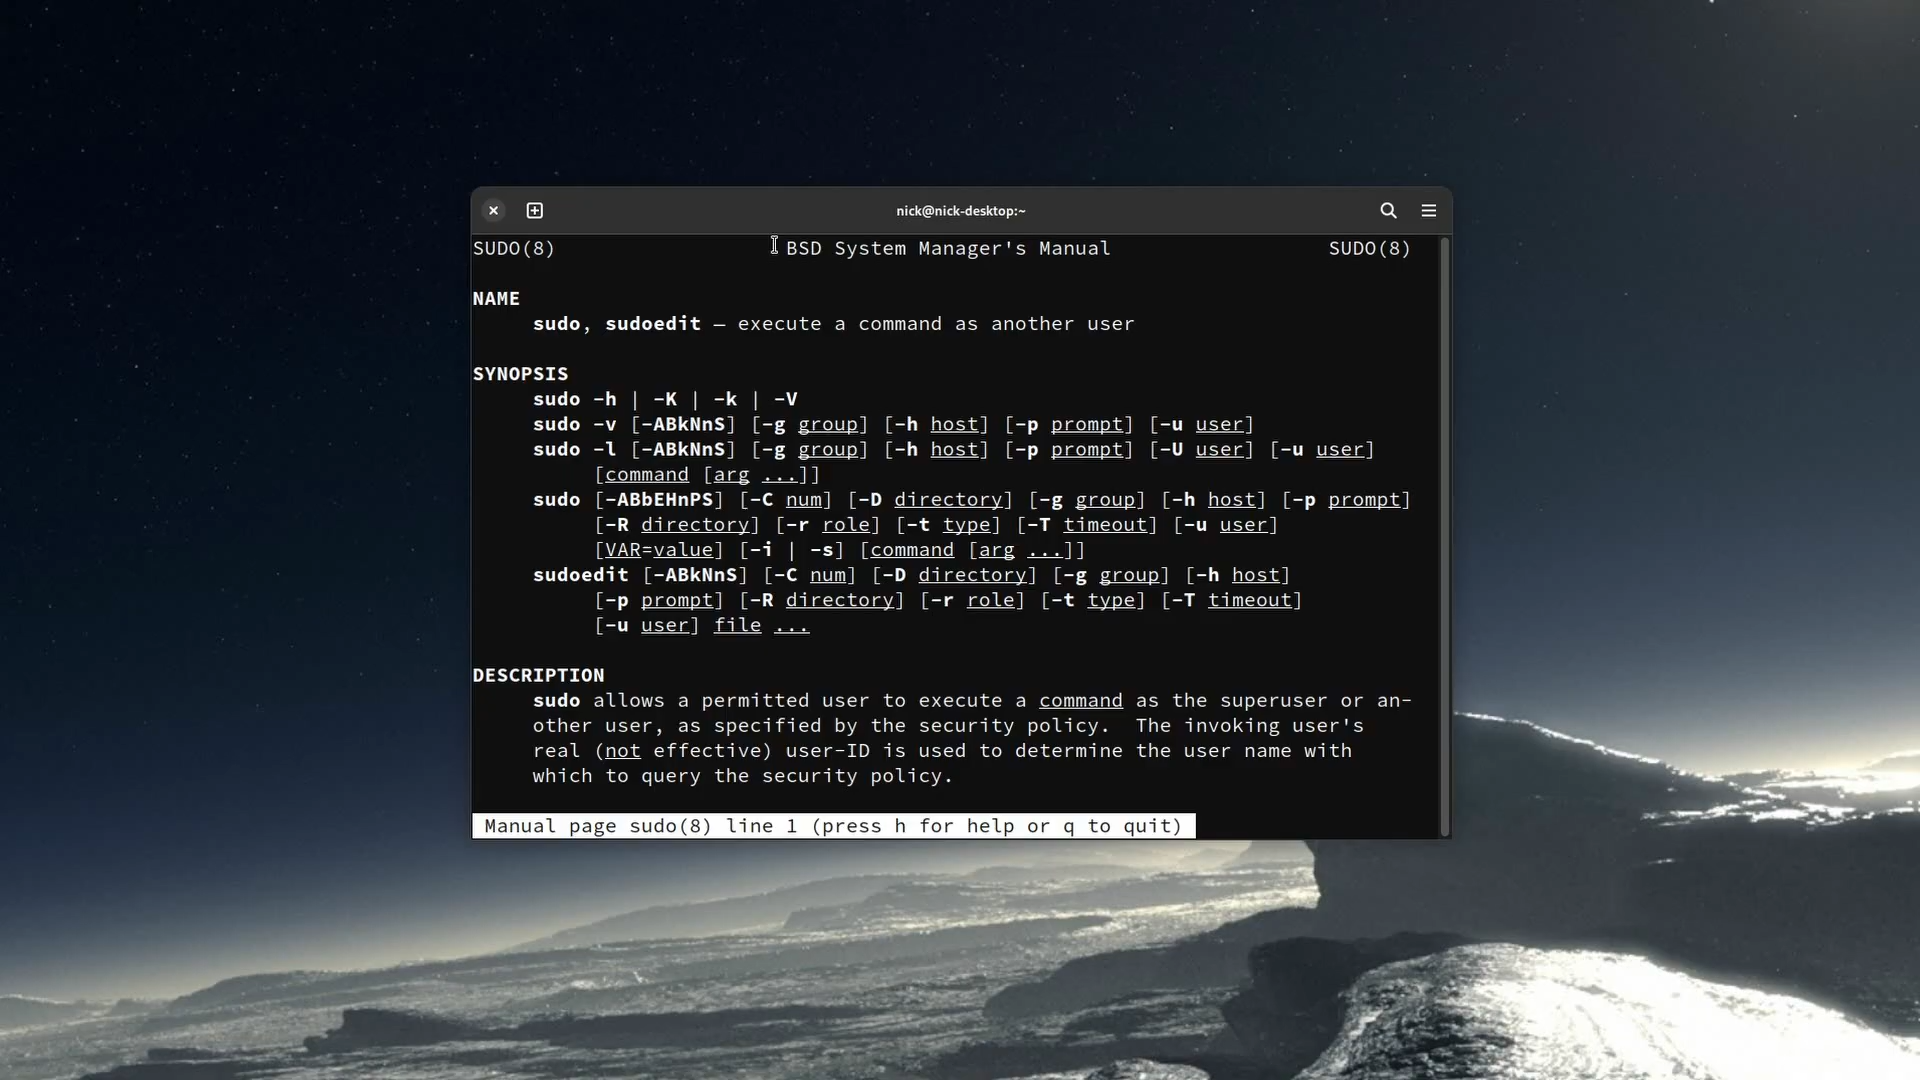 nick@nick-desktop:~
SUDO(8) BSD System Manager's Manual SUDO(8)
NAME
sudo, sudoedit — execute a command as another user
SYNOPSIS
sudo -h | -K | -k | -V
sudo -v [-ABkNnS] [-g group] [-h host] [-p prompt] [-u user]
sudo -l [-ABkNnS] [-g group] [-h host] [-p prompt] [-U user] [-u user]
[command [arg ...]]
sudo [-ABbEHnPS] [-C num] [-D directory] [-g group] [-h host] [-p prompt]
[-R directory] [-r role] [-t type] [-T timeout] [-u user]
[VAR=value] [-i | -s] [command [arg ...]]
sudoedit [-ABkNnS] [-C num] [-D directory] [-g group] [-h host]
[-p prompt] [-R directory] [-r role] [-t type] [-T timeout]
[-u user] file ...
DESCRIPTION
sudo allows a permitted user to execute a command as the superuser or an-
other user, as specified by the security policy.  The invoking user's
real (not effective) user-ID is used to determine the user name with
which to query the security policy.
Manual page sudo(8) line 1 (press h for help or q to quit)